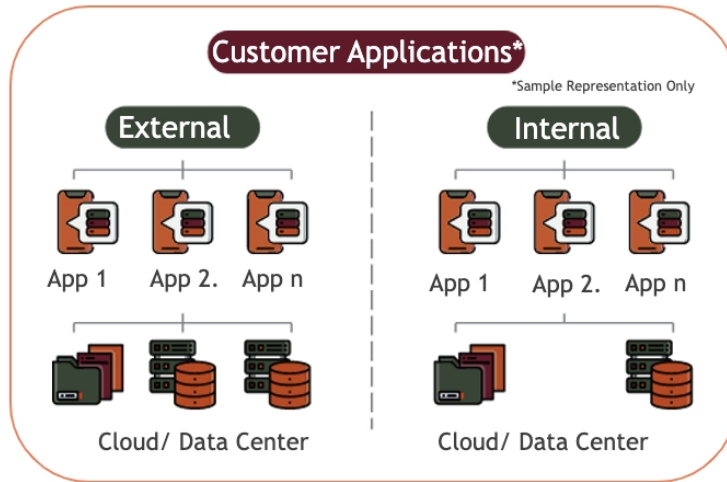 Customer Applications*
*Sample Representation Only
External
Internal
App 1
App 2.
App n
App 1
App 2.
App n
Cloud/ Data Center
Cloud/ Data Center